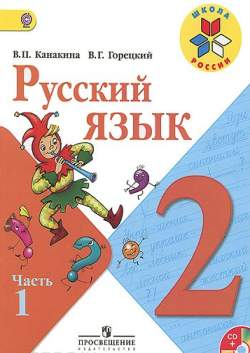 ШКОЛА
РОССИИ
В.П. Канакина В.Г. Горецкий
Русский
язык
2
Часть
1
ПРОСВЕЩЕНИЕ
ИЗДАТЕЛЬСТВО
CD+